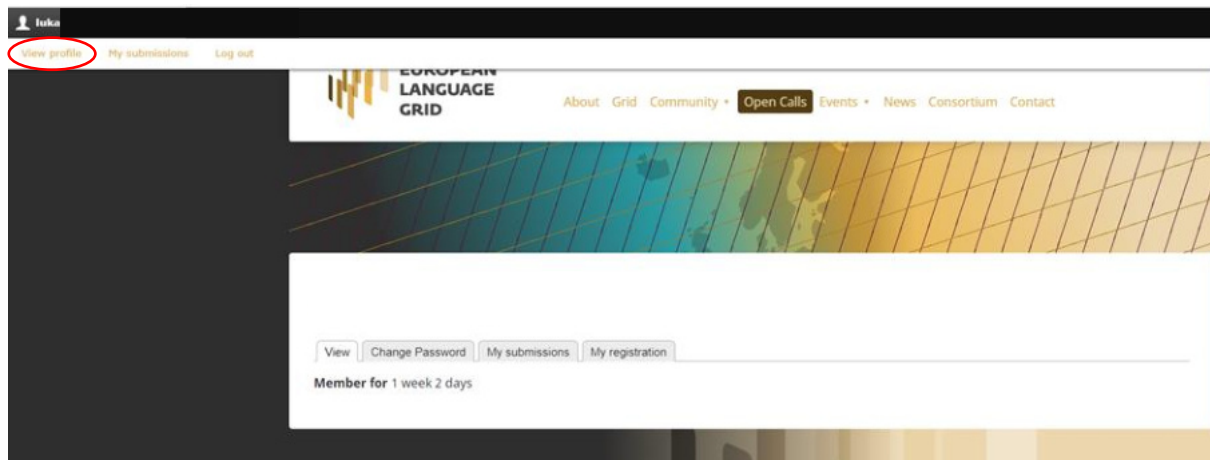 luka
View profile My submissions Log out
EUROPEAN
LANGUAGE
GRID
About Grid Community Open Calls Events News Consortium Contact
View Change Password My submissions My registration
Member for 1 week 2 days